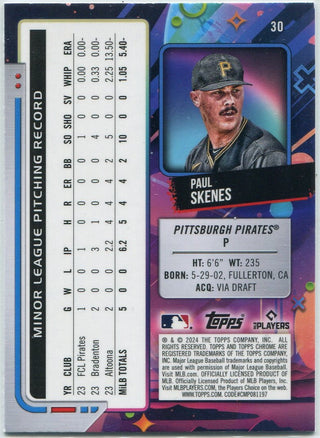 30
MINOR LEAGUE PITCHING RECORD
YR CLUB G W L IP H R ER BB SO SHO SV WHIP ERA
23 FCL Pirates 1 0 0 1 0 0 0 0 1 0 0 0.00 0.00-
23 Bradenton 2 0 0 3 1 0 0 0 4 0 0 0.33 0.00-
23 Altoona 2 0 0 2.2 4 4 4 2 5 0 0 2.25 13.50-
MLB TOTALS 5 0 0 6.2 5 4 4 2 10 0 0 1.05 5.40-
P
PAUL
SKENES
PITTSBURGH PIRATES®
P
HT: 6'6" WT: 235
BORN: 5-29-02, FULLERTON, CA
ACQ: VIA DRAFT
Topps
PLAYERS
® & © 2024 THE TOPPS COMPANY, INC. ALL
RIGHTS RESERVED. TOPPS AND TOPPS CHROME ARE
REGISTERED TRADEMARKS OF THE TOPPS COMPANY, INC.
Major League Baseball trademarks and copyrights are
used with permission of Major League Baseball. Visit
MLB.com. OFFICIALLY LICENSED PRODUCT OF MLB
Players, Inc. Officially Licensed Product of MLB Players, Inc. Visit
MLBPLAYERS.com
WWW.TOPPS.COM. CODE#CMP081197